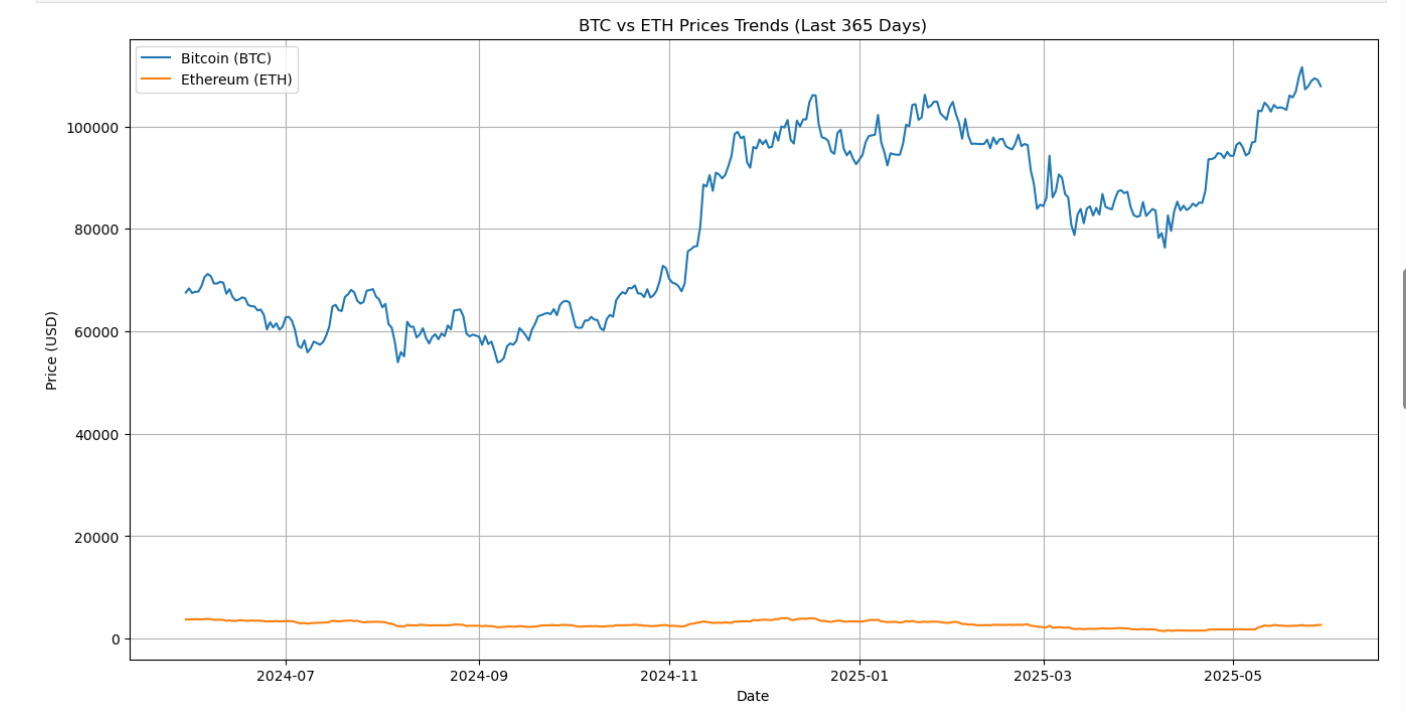 BTC vs ETH Prices Trends (Last 365 Days)
Bitcoin (BTC)
Ethereum (ETH)
Price (USD)
100000
80000
60000
40000
20000
0
2024-07
2024-09
2024-11
2025-01
2025-03
2025-05
Date